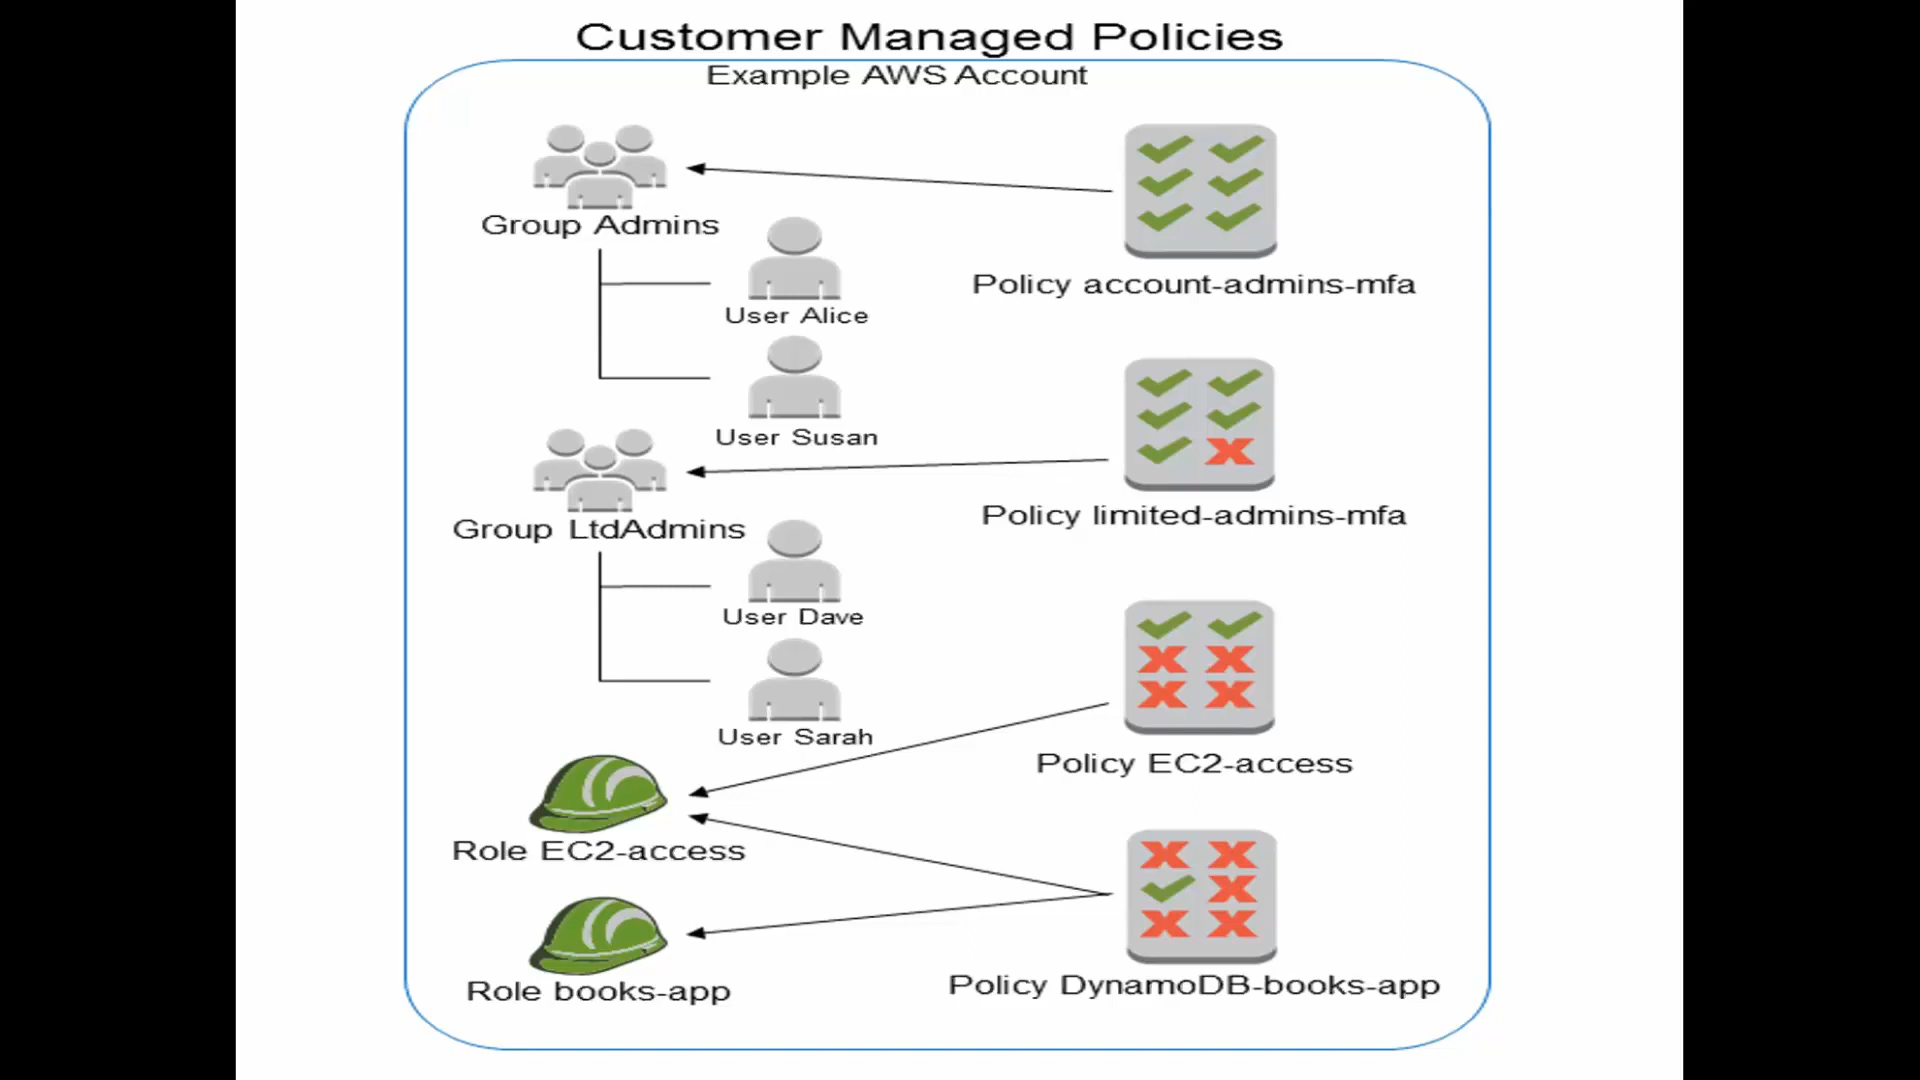 Customer Managed Policies
Example AWS Account
Group Admins
User Alice
Policy account-admins-mfa
User Susan
Group LtdAdmins
Policy limited-admins-mfa
User Dave
User Sarah
Policy EC2-access
Role EC2-access
Role books-app
Policy DynamoDB-books-app